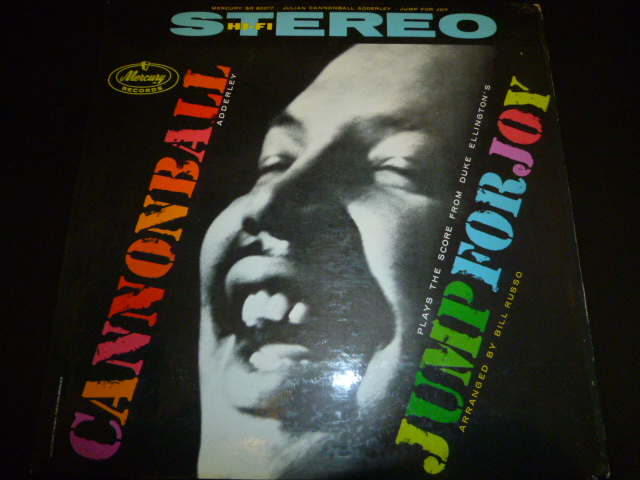 MERCURY SR 80017 · JULIAN CANNONBALL ADDERLEY · JUMP FOR JOY
STEREO
HI-FI
Mercury
RECORDS
CANNONBALL
ADDERLEY
PLAYS THE SCORE FROM DUKE ELLINGTON'S
JUMP FOR JOY
ARRANGED BY BILL RUSSO